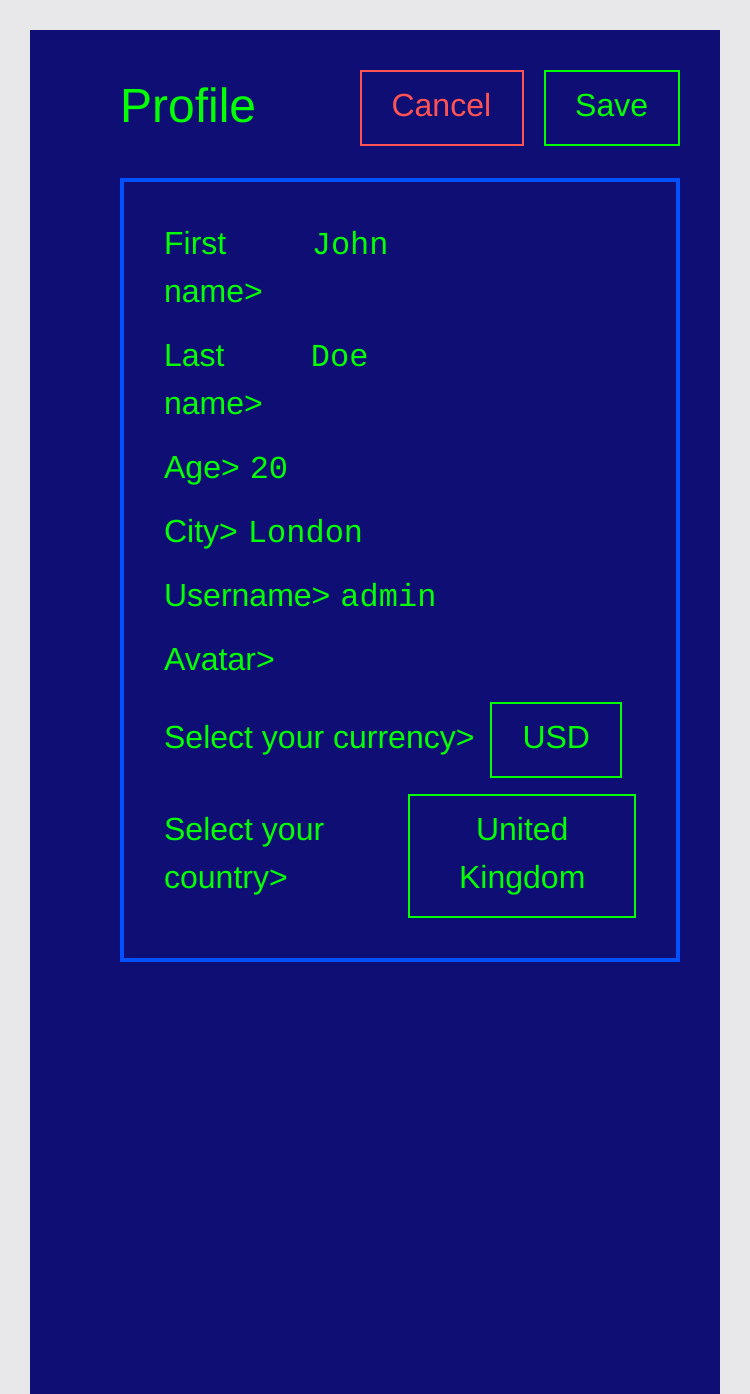 Profile Cancel Save
First John
name>
Last Doe
name>
Age> 20
City> London
Username> admin
Avatar>
Select your currency> USD
Select your United
country> Kingdom